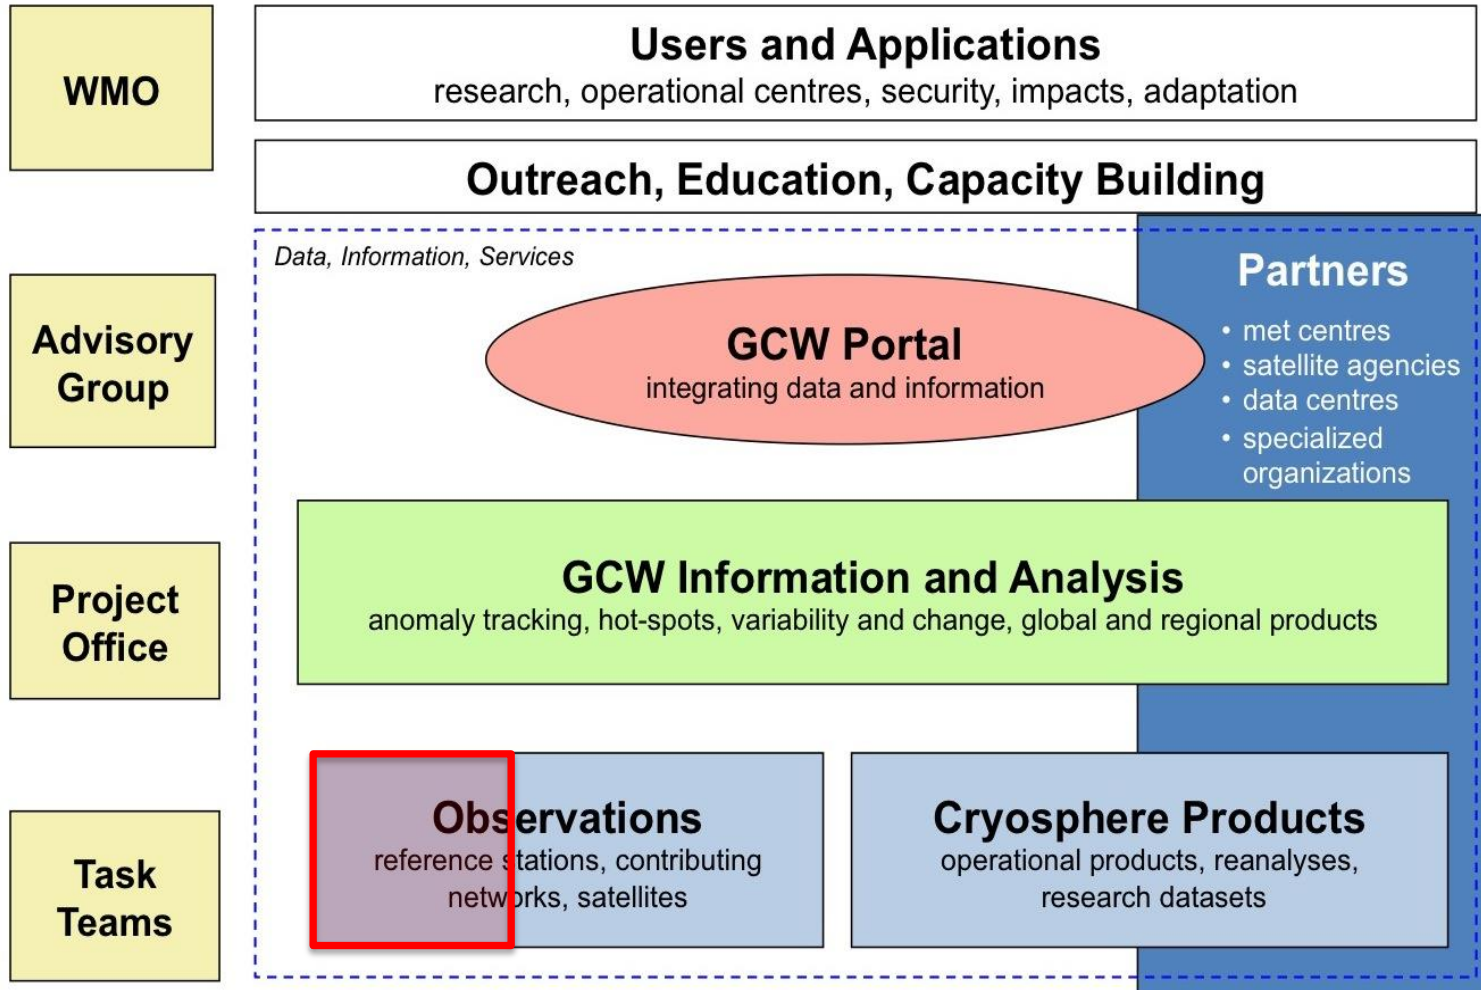 WMO
Users and Applications
research, operational centres, security, impacts, adaptation
Outreach, Education, Capacity Building
Data, Information, Services
Partners
• met centres
• satellite agencies
• data centres
• specialized
organizations
Advisory
Group
GCW Portal
integrating data and information
Project
Office
GCW Information and Analysis
anomaly tracking, hot-spots, variability and change, global and regional products
Task
Teams
Observations
reference stations, contributing
networks, satellites
Cryosphere Products
operational products, reanalyses,
research datasets